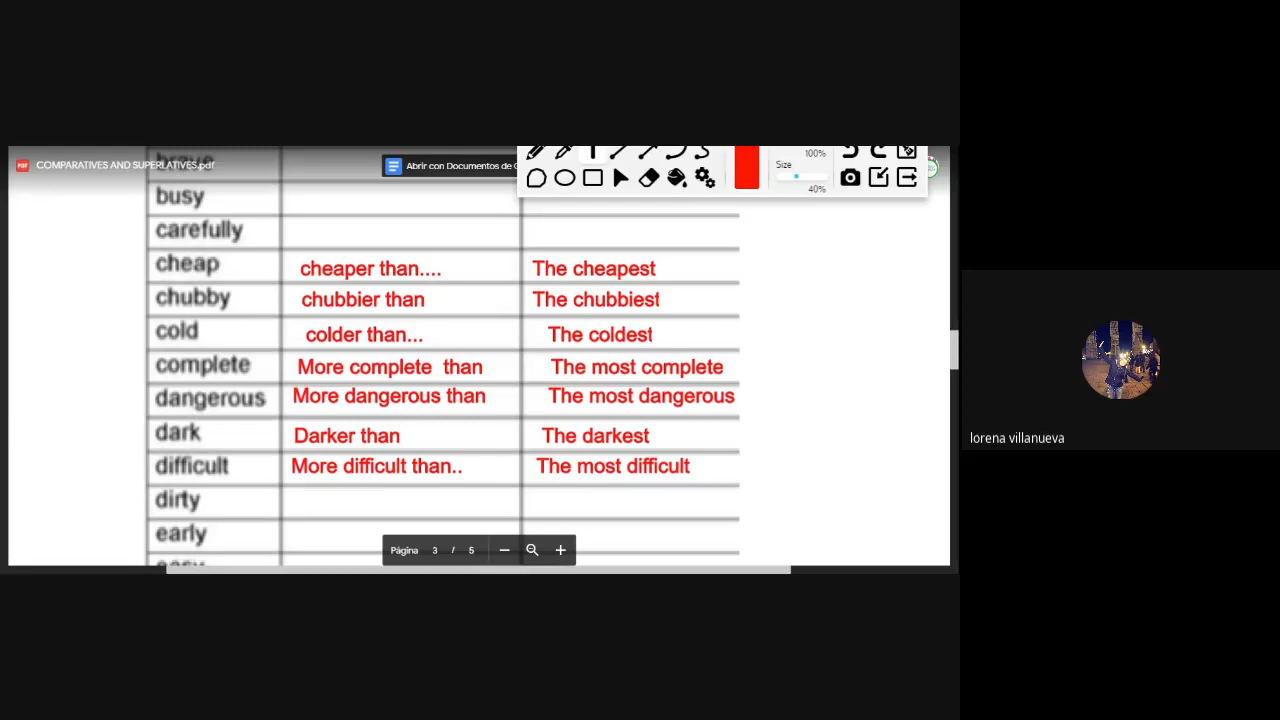 brave
COMPARATIVES AND SUPERLATIVES.pdf
Abrir con Documentos de
100%
Size
40%
busy
carefully
cheap cheaper than.... The cheapest
chubby chubbier than The chubbiest
cold colder than... The coldest
complete More complete than The most complete
dangerous More dangerous than The most dangerous
dark Darker than The darkest
difficult More difficult than.. The most difficult
dirty
early
Página 3 / 5
lorena villanueva